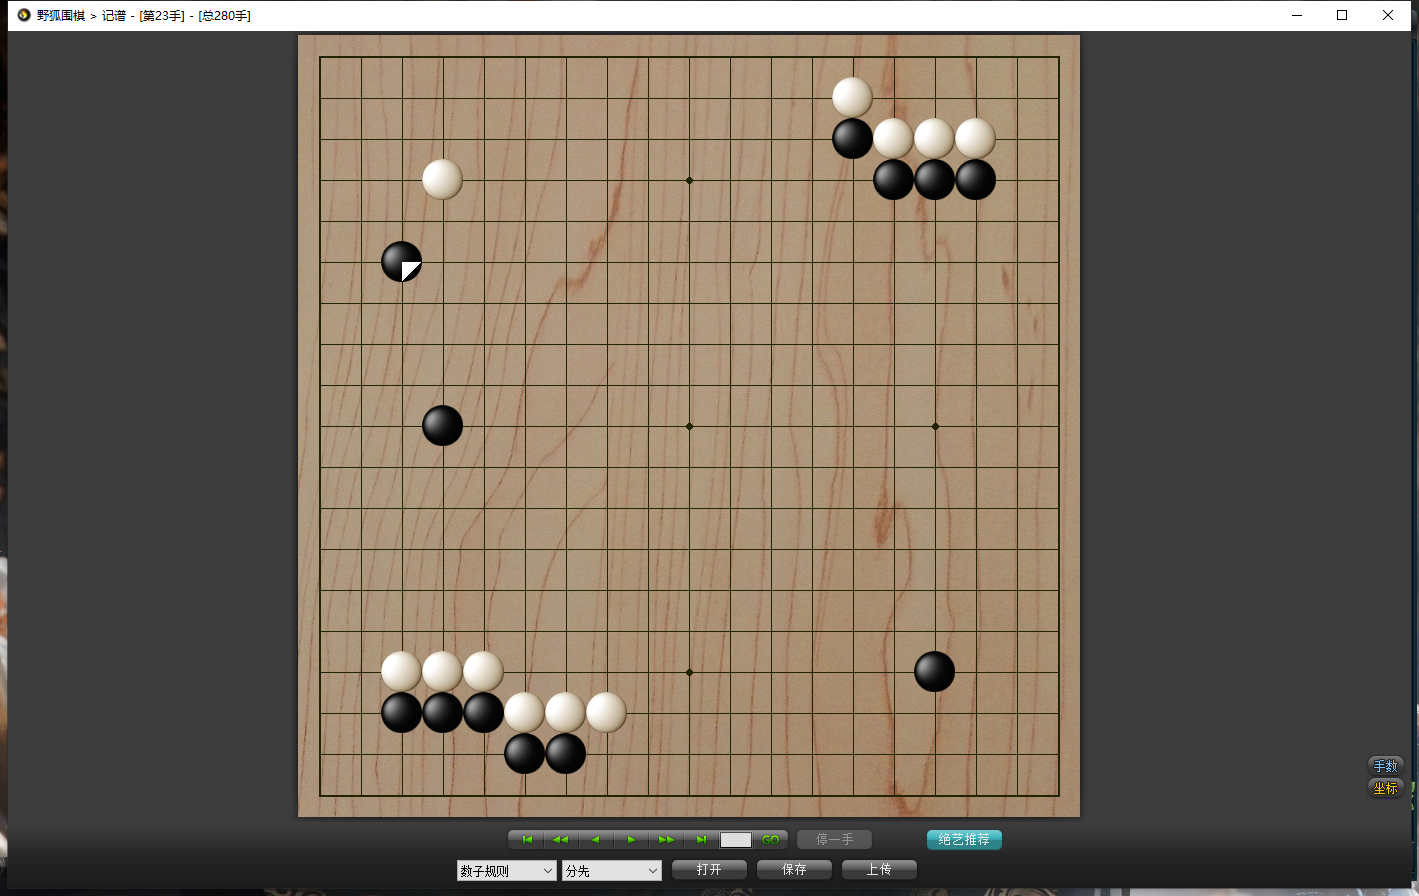 野狐围棋 > 记谱 - [第23手] - [总280手]
手数
坐标
GO 停一手 绝艺推荐
数子规则 分先 打开 保存 上传